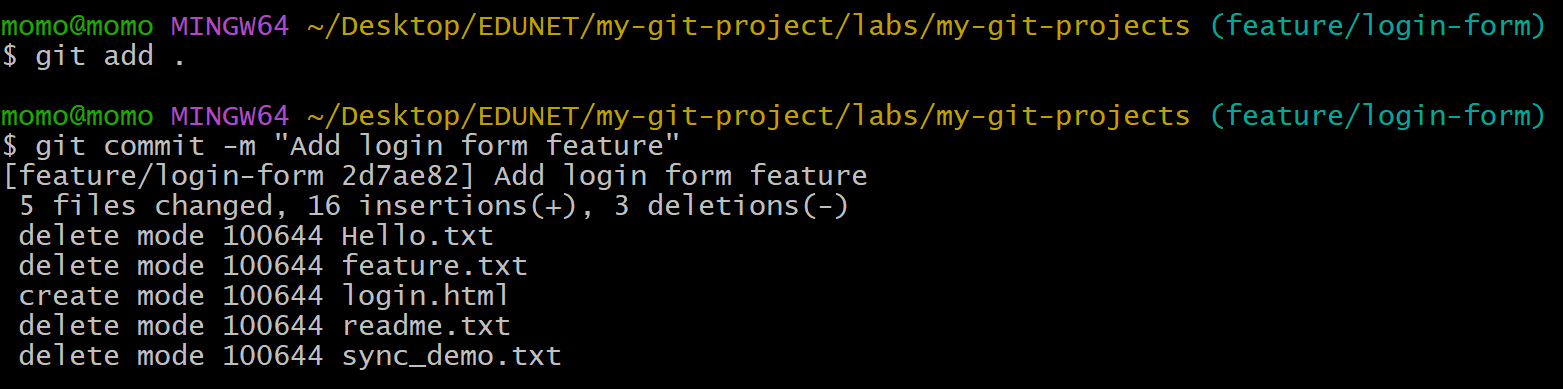 momo@momo MINGW64 ~/Desktop/EDUNET/my-git-project/labs/my-git-projects (feature/login-form)
$ git add .
momo@momo MINGW64 ~/Desktop/EDUNET/my-git-project/labs/my-git-projects (feature/login-form)
$ git commit -m "Add login form feature"
[feature/login-form 2d7ae82] Add login form feature
 5 files changed, 16 insertions(+), 3 deletions(-)
 delete mode 100644 Hello.txt
 delete mode 100644 feature.txt
 create mode 100644 login.html
 delete mode 100644 readme.txt
 delete mode 100644 sync_demo.txt